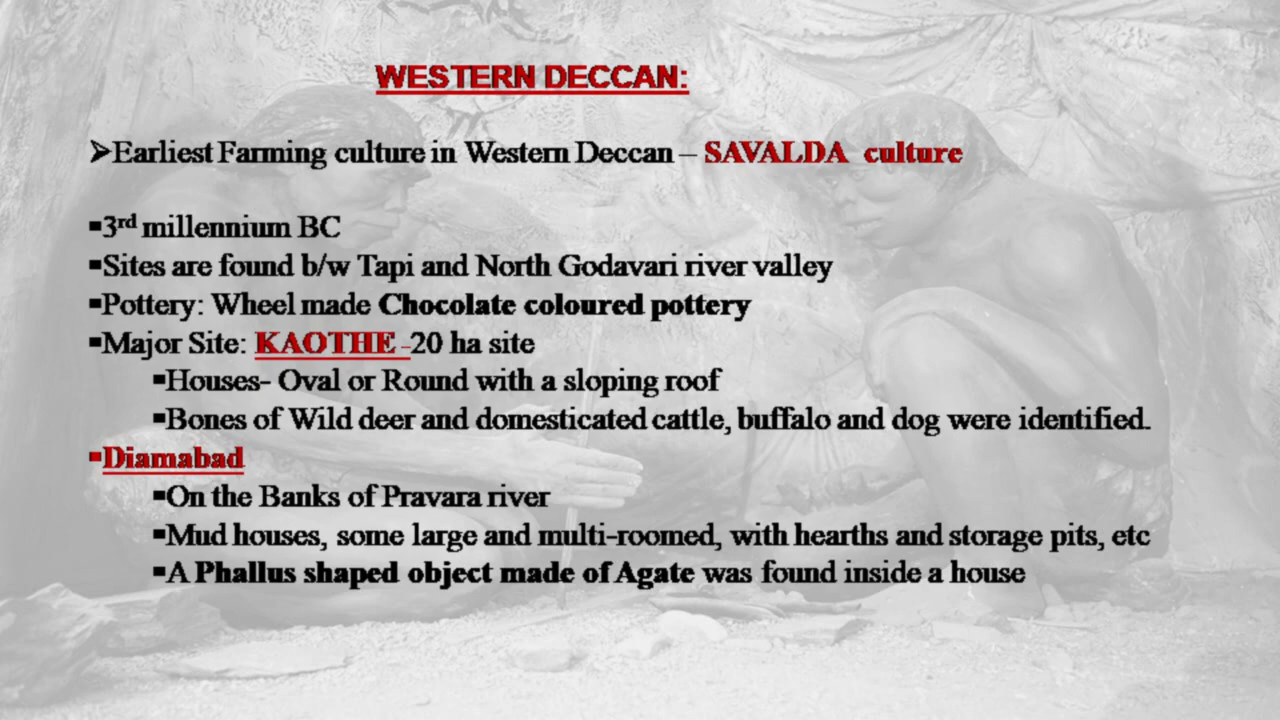 WESTERN DECCAN:
➢Earliest Farming culture in Western Deccan – SAVALDA culture
▪3rd millennium BC
▪Sites are found b/w Tapi and North Godavari river valley
▪Pottery: Wheel made Chocolate coloured pottery
▪Major Site: KAOTHE -20 ha site
▪Houses- Oval or Round with a sloping roof
▪Bones of Wild deer and domesticated cattle, buffalo and dog were identified.
▪Diamabad
▪On the Banks of Pravara river
▪Mud houses, some large and multi-roomed, with hearths and storage pits, etc
▪A Phallus shaped object made of Agate was found inside a house